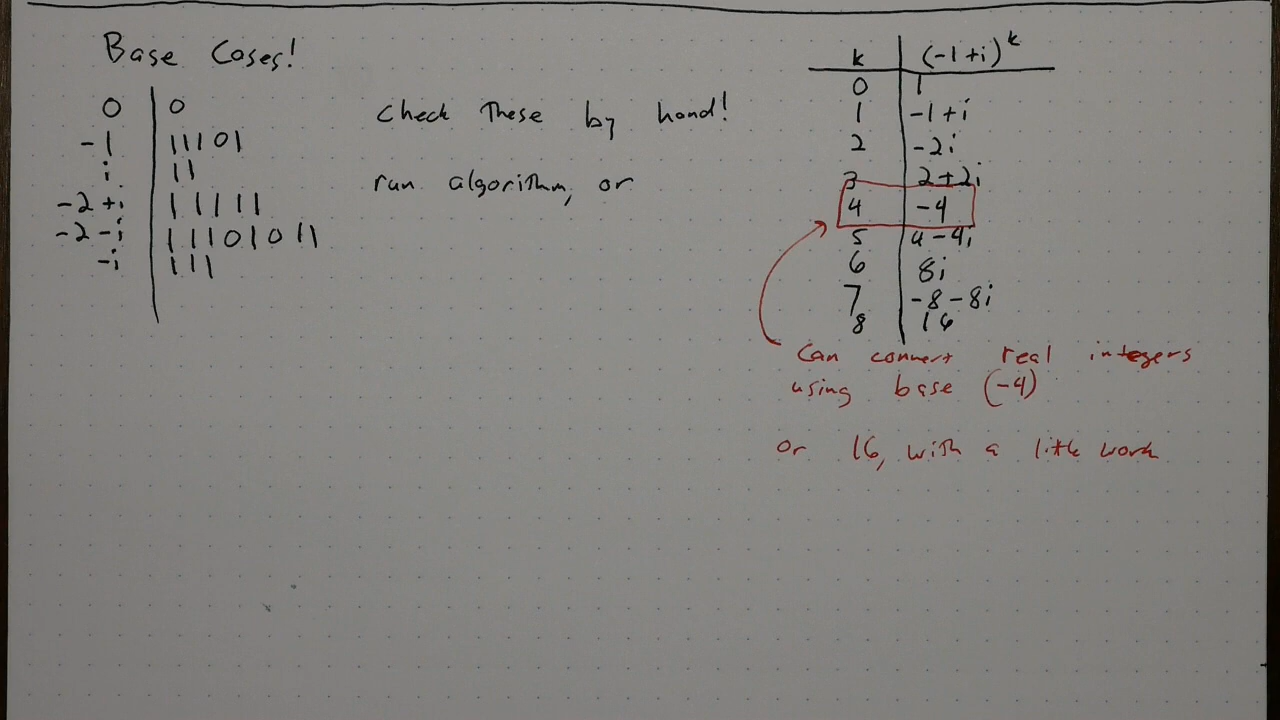 Base Cases!
0 | 0
-1 | 11101
i | 11
-2+i | 11111
-2-i | 11101011
-i | 111
Check These by hand!
run algorithm, or
k | (-1+i)^k
0 | 1
1 | -1+i
2 | -2i
3 | 2+2i
4 | -4
5 | 4-4i
6 | 8i
7 | -8-8i
8 | 16
Can convert real integers
using base (-4)
or 16, with a little work